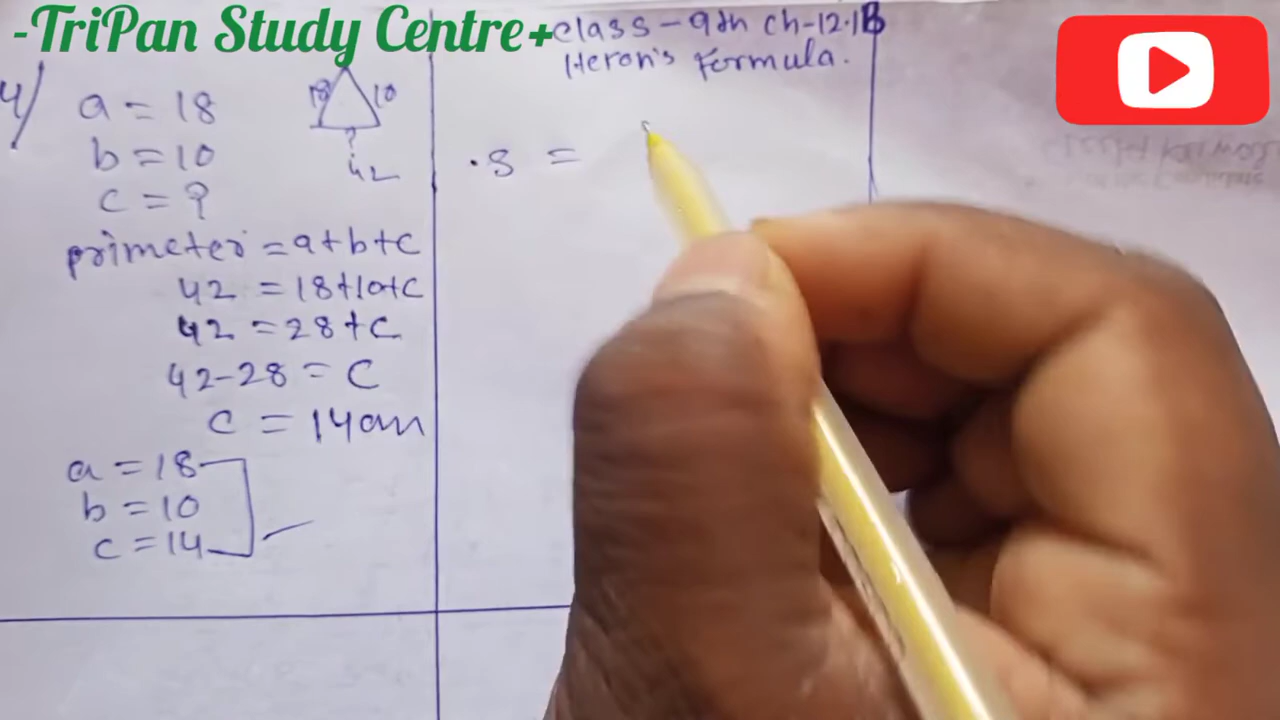 -TriPan Study Centre+
class - 9th Ch-12.1B
Heron's Formula.
4/
a = 18
b = 10
c = ?
18
10
?
42
primeter = a+b+c
42 = 18+10+C
42 = 28+C
42-28 = C
C = 14cm
a = 18
b = 10
c = 14
.s =